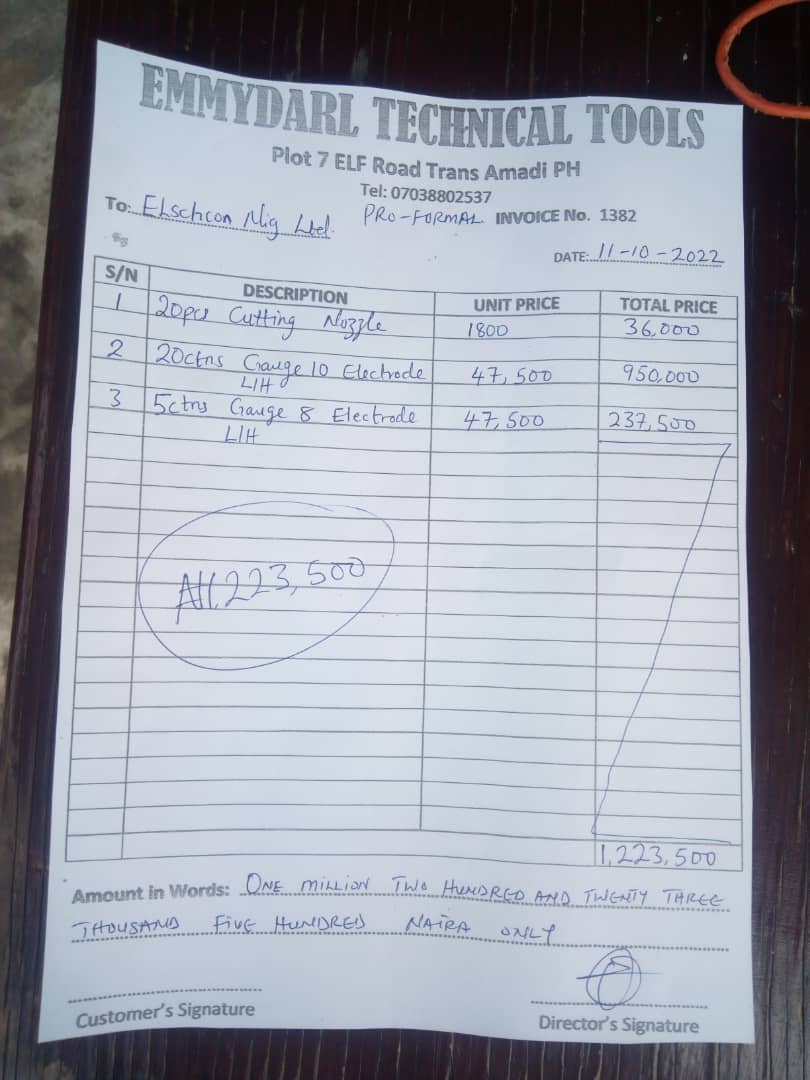 EMMYDARL TECHNICAL TOOLS
Plot 7 ELF Road Trans Amadi PH
Tel: 07038802537
To: Elschcon Nig Ltd.
PRO-FORMAL INVOICE No. 1382
DATE: 11-10-2022
S/N DESCRIPTION UNIT PRICE TOTAL PRICE
1 20pcs Cutting Nozzle 1800 36,000
2 20ctns Gauge 10 Electrode 47,500 950,000
L/H
3 5ctns Gauge 8 Electrode 47,500 237,500
L/H
₦1,223,500
1,223,500
Amount in Words: ONE MILLION TWO HUNDRED AND TWENTY THREE
THOUSAND FIVE HUNDRED NAIRA ONLY
Customer's Signature
Director's Signature